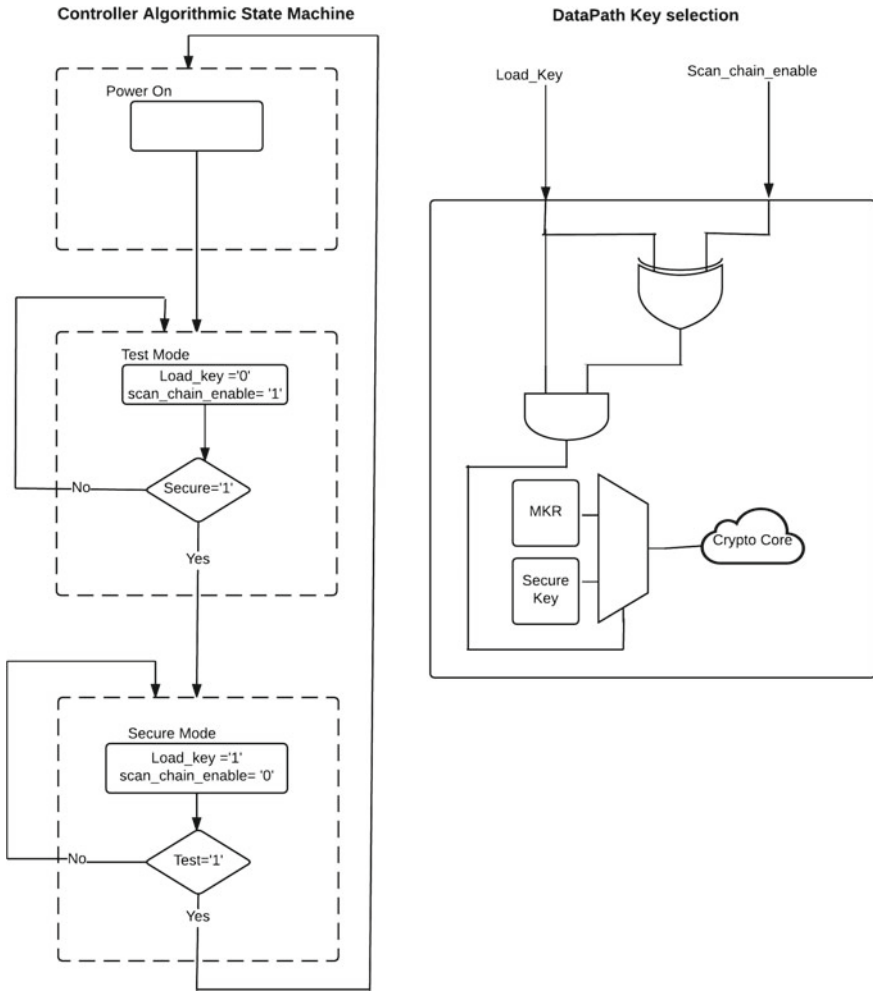 Controller Algorithmic State Machine
Power On
Test Mode
Load_key ='0'
scan_chain_enable= '1'
Secure='1'
No
Yes
Secure Mode
Load_key ='1'
scan_chain_enable= '0'
Test='1'
No
Yes
DataPath Key selection
Load_Key
Scan_chain_enable
MKR
Secure
Key
Crypto Core